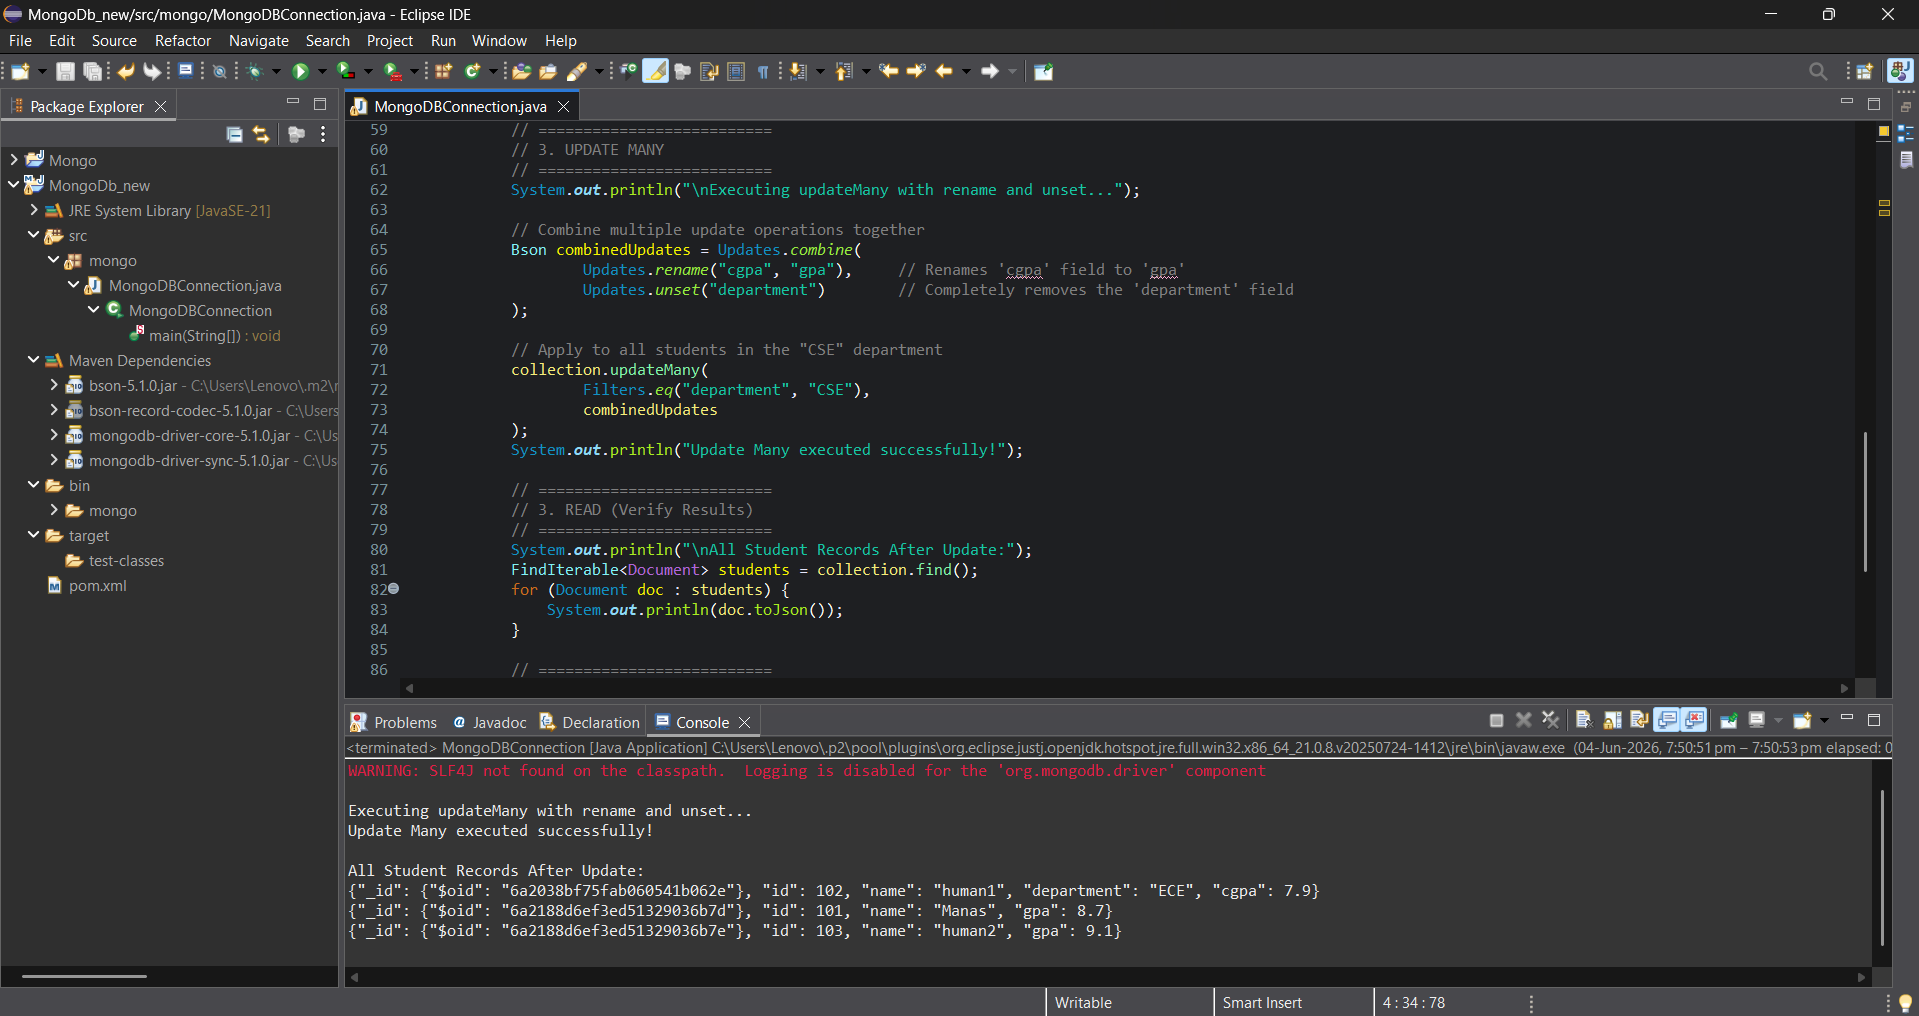 MongoDb_new/src/mongo/MongoDBConnection.java - Eclipse IDE
File Edit Source Refactor Navigate Search Project Run Window Help
Package Explorer
Mongo
MongoDb_new
JRE System Library [JavaSE-21]
src
mongo
MongoDBConnection.java
MongoDBConnection
main(String[]) : void
Maven Dependencies
bson-5.1.0.jar - C:\Users\Lenovo\.m2\r
bson-record-codec-5.1.0.jar - C:\Users
mongodb-driver-core-5.1.0.jar - C:\Us
mongodb-driver-sync-5.1.0.jar - C:\Us
bin
mongo
target
test-classes
pom.xml
MongoDBConnection.java
59 // ==========================
60 // 3. UPDATE MANY
61 // ==========================
62 System.out.println("\nExecuting updateMany with rename and unset...");
63
64 // Combine multiple update operations together
65 Bson combinedUpdates = Updates.combine(
66 Updates.rename("cgpa", "gpa"), // Renames 'cgpa' field to 'gpa'
67 Updates.unset("department") // Completely removes the 'department' field
68 );
69
70 // Apply to all students in the "CSE" department
71 collection.updateMany(
72 Filters.eq("department", "CSE"),
73 combinedUpdates
74 );
75 System.out.println("Update Many executed successfully!");
76
77 // ==========================
78 // 3. READ (Verify Results)
79 // ==========================
80 System.out.println("\nAll Student Records After Update:");
81 FindIterable<Document> students = collection.find();
82 for (Document doc : students) {
83 System.out.println(doc.toJson());
84 }
85
86 // ==========================
Problems Javadoc Declaration Console
<terminated> MongoDBConnection [Java Application] C:\Users\Lenovo\.p2\pool\plugins\org.eclipse.justj.openjdk.hotspot.jre.full.win32.x86_64_21.0.8.v20250724-1412\jre\bin\javaw.exe (04-Jun-2026, 7:50:51 pm – 7:50:53 pm elapsed: 0
WARNING: SLF4J not found on the classpath.  Logging is disabled for the 'org.mongodb.driver' component
Executing updateMany with rename and unset...
Update Many executed successfully!
All Student Records After Update:
{"_id": {"$oid": "6a2038bf75fab060541b062e"}, "id": 102, "name": "human1", "department": "ECE", "cgpa": 7.9}
{"_id": {"$oid": "6a2188d6ef3ed51329036b7d"}, "id": 101, "name": "Manas", "gpa": 8.7}
{"_id": {"$oid": "6a2188d6ef3ed51329036b7e"}, "id": 103, "name": "human2", "gpa": 9.1}
Writable Smart Insert 4 : 34 : 78